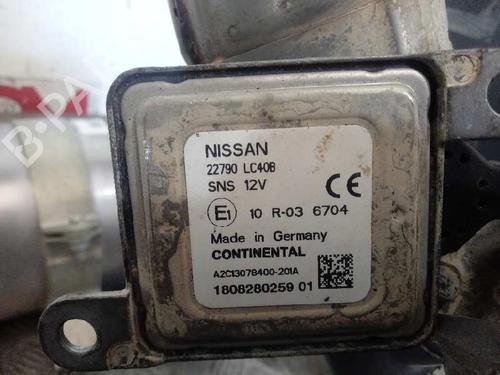 NISSAN
22790 LC40B
SNS 12V
CE
E1 10 R-03 6704
Made in Germany
CONTINENTAL
A2C13078400-201A
1808280259 01
B-PA